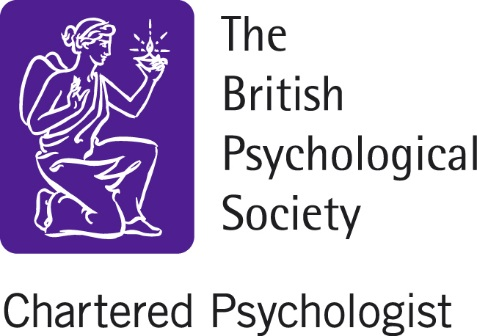 The
British
Psychological
Society
Chartered Psychologist